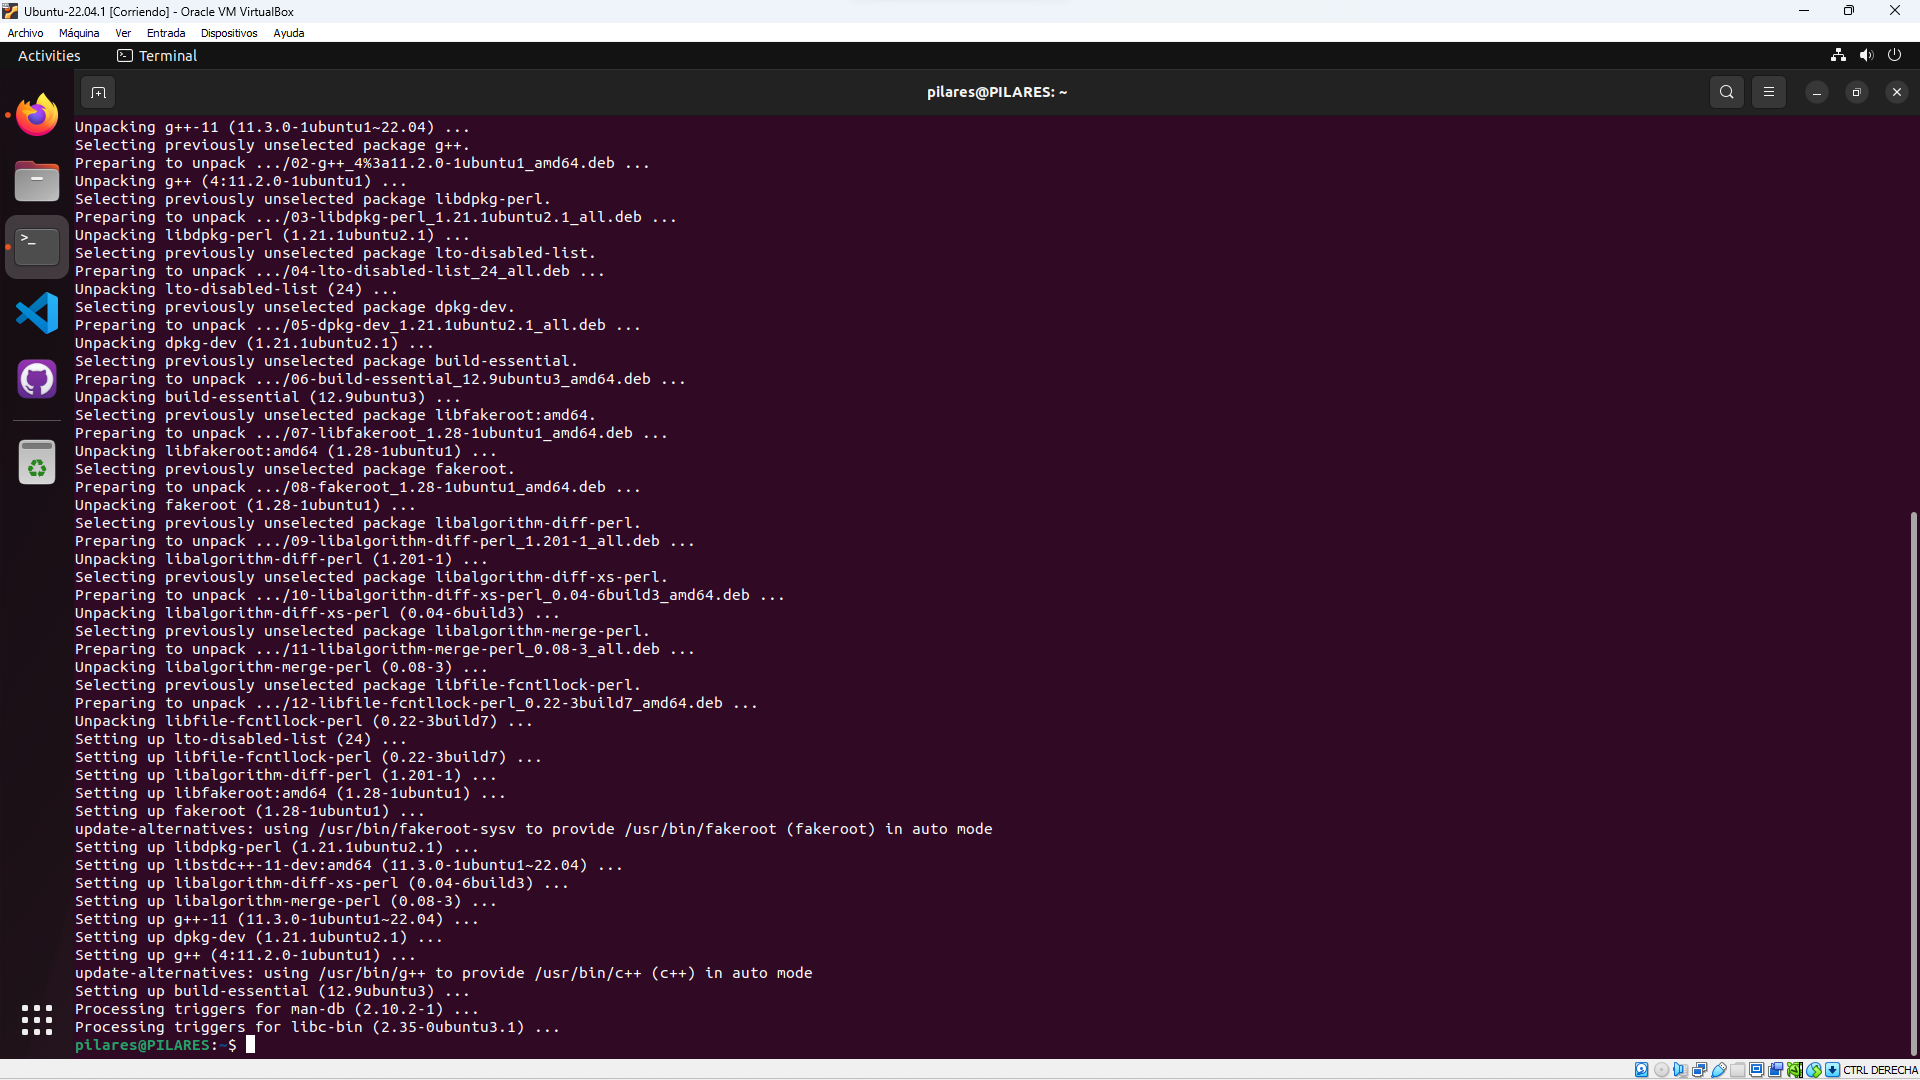 Ubuntu-22.04.1 [Corriendo] - Oracle VM VirtualBox
Archivo Máquina Ver Entrada Dispositivos Ayuda
Activities Terminal
pilares@PILARES: ~
Unpacking g++-11 (11.3.0-1ubuntu1~22.04) ...
Selecting previously unselected package g++.
Preparing to unpack .../02-g++_4%3a11.2.0-1ubuntu1_amd64.deb ...
Unpacking g++ (4:11.2.0-1ubuntu1) ...
Selecting previously unselected package libdpkg-perl.
Preparing to unpack .../03-libdpkg-perl_1.21.1ubuntu2.1_all.deb ...
Unpacking libdpkg-perl (1.21.1ubuntu2.1) ...
Selecting previously unselected package lto-disabled-list.
Preparing to unpack .../04-lto-disabled-list_24_all.deb ...
Unpacking lto-disabled-list (24) ...
Selecting previously unselected package dpkg-dev.
Preparing to unpack .../05-dpkg-dev_1.21.1ubuntu2.1_all.deb ...
Unpacking dpkg-dev (1.21.1ubuntu2.1) ...
Selecting previously unselected package build-essential.
Preparing to unpack .../06-build-essential_12.9ubuntu3_amd64.deb ...
Unpacking build-essential (12.9ubuntu3) ...
Selecting previously unselected package libfakeroot:amd64.
Preparing to unpack .../07-libfakeroot_1.28-1ubuntu1_amd64.deb ...
Unpacking libfakeroot:amd64 (1.28-1ubuntu1) ...
Selecting previously unselected package fakeroot.
Preparing to unpack .../08-fakeroot_1.28-1ubuntu1_amd64.deb ...
Unpacking fakeroot (1.28-1ubuntu1) ...
Selecting previously unselected package libalgorithm-diff-perl.
Preparing to unpack .../09-libalgorithm-diff-perl_1.201-1_all.deb ...
Unpacking libalgorithm-diff-perl (1.201-1) ...
Selecting previously unselected package libalgorithm-diff-xs-perl.
Preparing to unpack .../10-libalgorithm-diff-xs-perl_0.04-6build3_amd64.deb ...
Unpacking libalgorithm-diff-xs-perl (0.04-6build3) ...
Selecting previously unselected package libalgorithm-merge-perl.
Preparing to unpack .../11-libalgorithm-merge-perl_0.08-3_all.deb ...
Unpacking libalgorithm-merge-perl (0.08-3) ...
Selecting previously unselected package libfile-fcntllock-perl.
Preparing to unpack .../12-libfile-fcntllock-perl_0.22-3build7_amd64.deb ...
Unpacking libfile-fcntllock-perl (0.22-3build7) ...
Setting up lto-disabled-list (24) ...
Setting up libfile-fcntllock-perl (0.22-3build7) ...
Setting up libalgorithm-diff-perl (1.201-1) ...
Setting up libfakeroot:amd64 (1.28-1ubuntu1) ...
Setting up fakeroot (1.28-1ubuntu1) ...
update-alternatives: using /usr/bin/fakeroot-sysv to provide /usr/bin/fakeroot (fakeroot) in auto mode
Setting up libdpkg-perl (1.21.1ubuntu2.1) ...
Setting up libstdc++-11-dev:amd64 (11.3.0-1ubuntu1~22.04) ...
Setting up libalgorithm-diff-xs-perl (0.04-6build3) ...
Setting up libalgorithm-merge-perl (0.08-3) ...
Setting up g++-11 (11.3.0-1ubuntu1~22.04) ...
Setting up dpkg-dev (1.21.1ubuntu2.1) ...
Setting up g++ (4:11.2.0-1ubuntu1) ...
update-alternatives: using /usr/bin/g++ to provide /usr/bin/c++ (c++) in auto mode
Setting up build-essential (12.9ubuntu3) ...
Processing triggers for man-db (2.10.2-1) ...
Processing triggers for libc-bin (2.35-0ubuntu3.1) ...
pilares@PILARES:~$
CTRL DERECHA